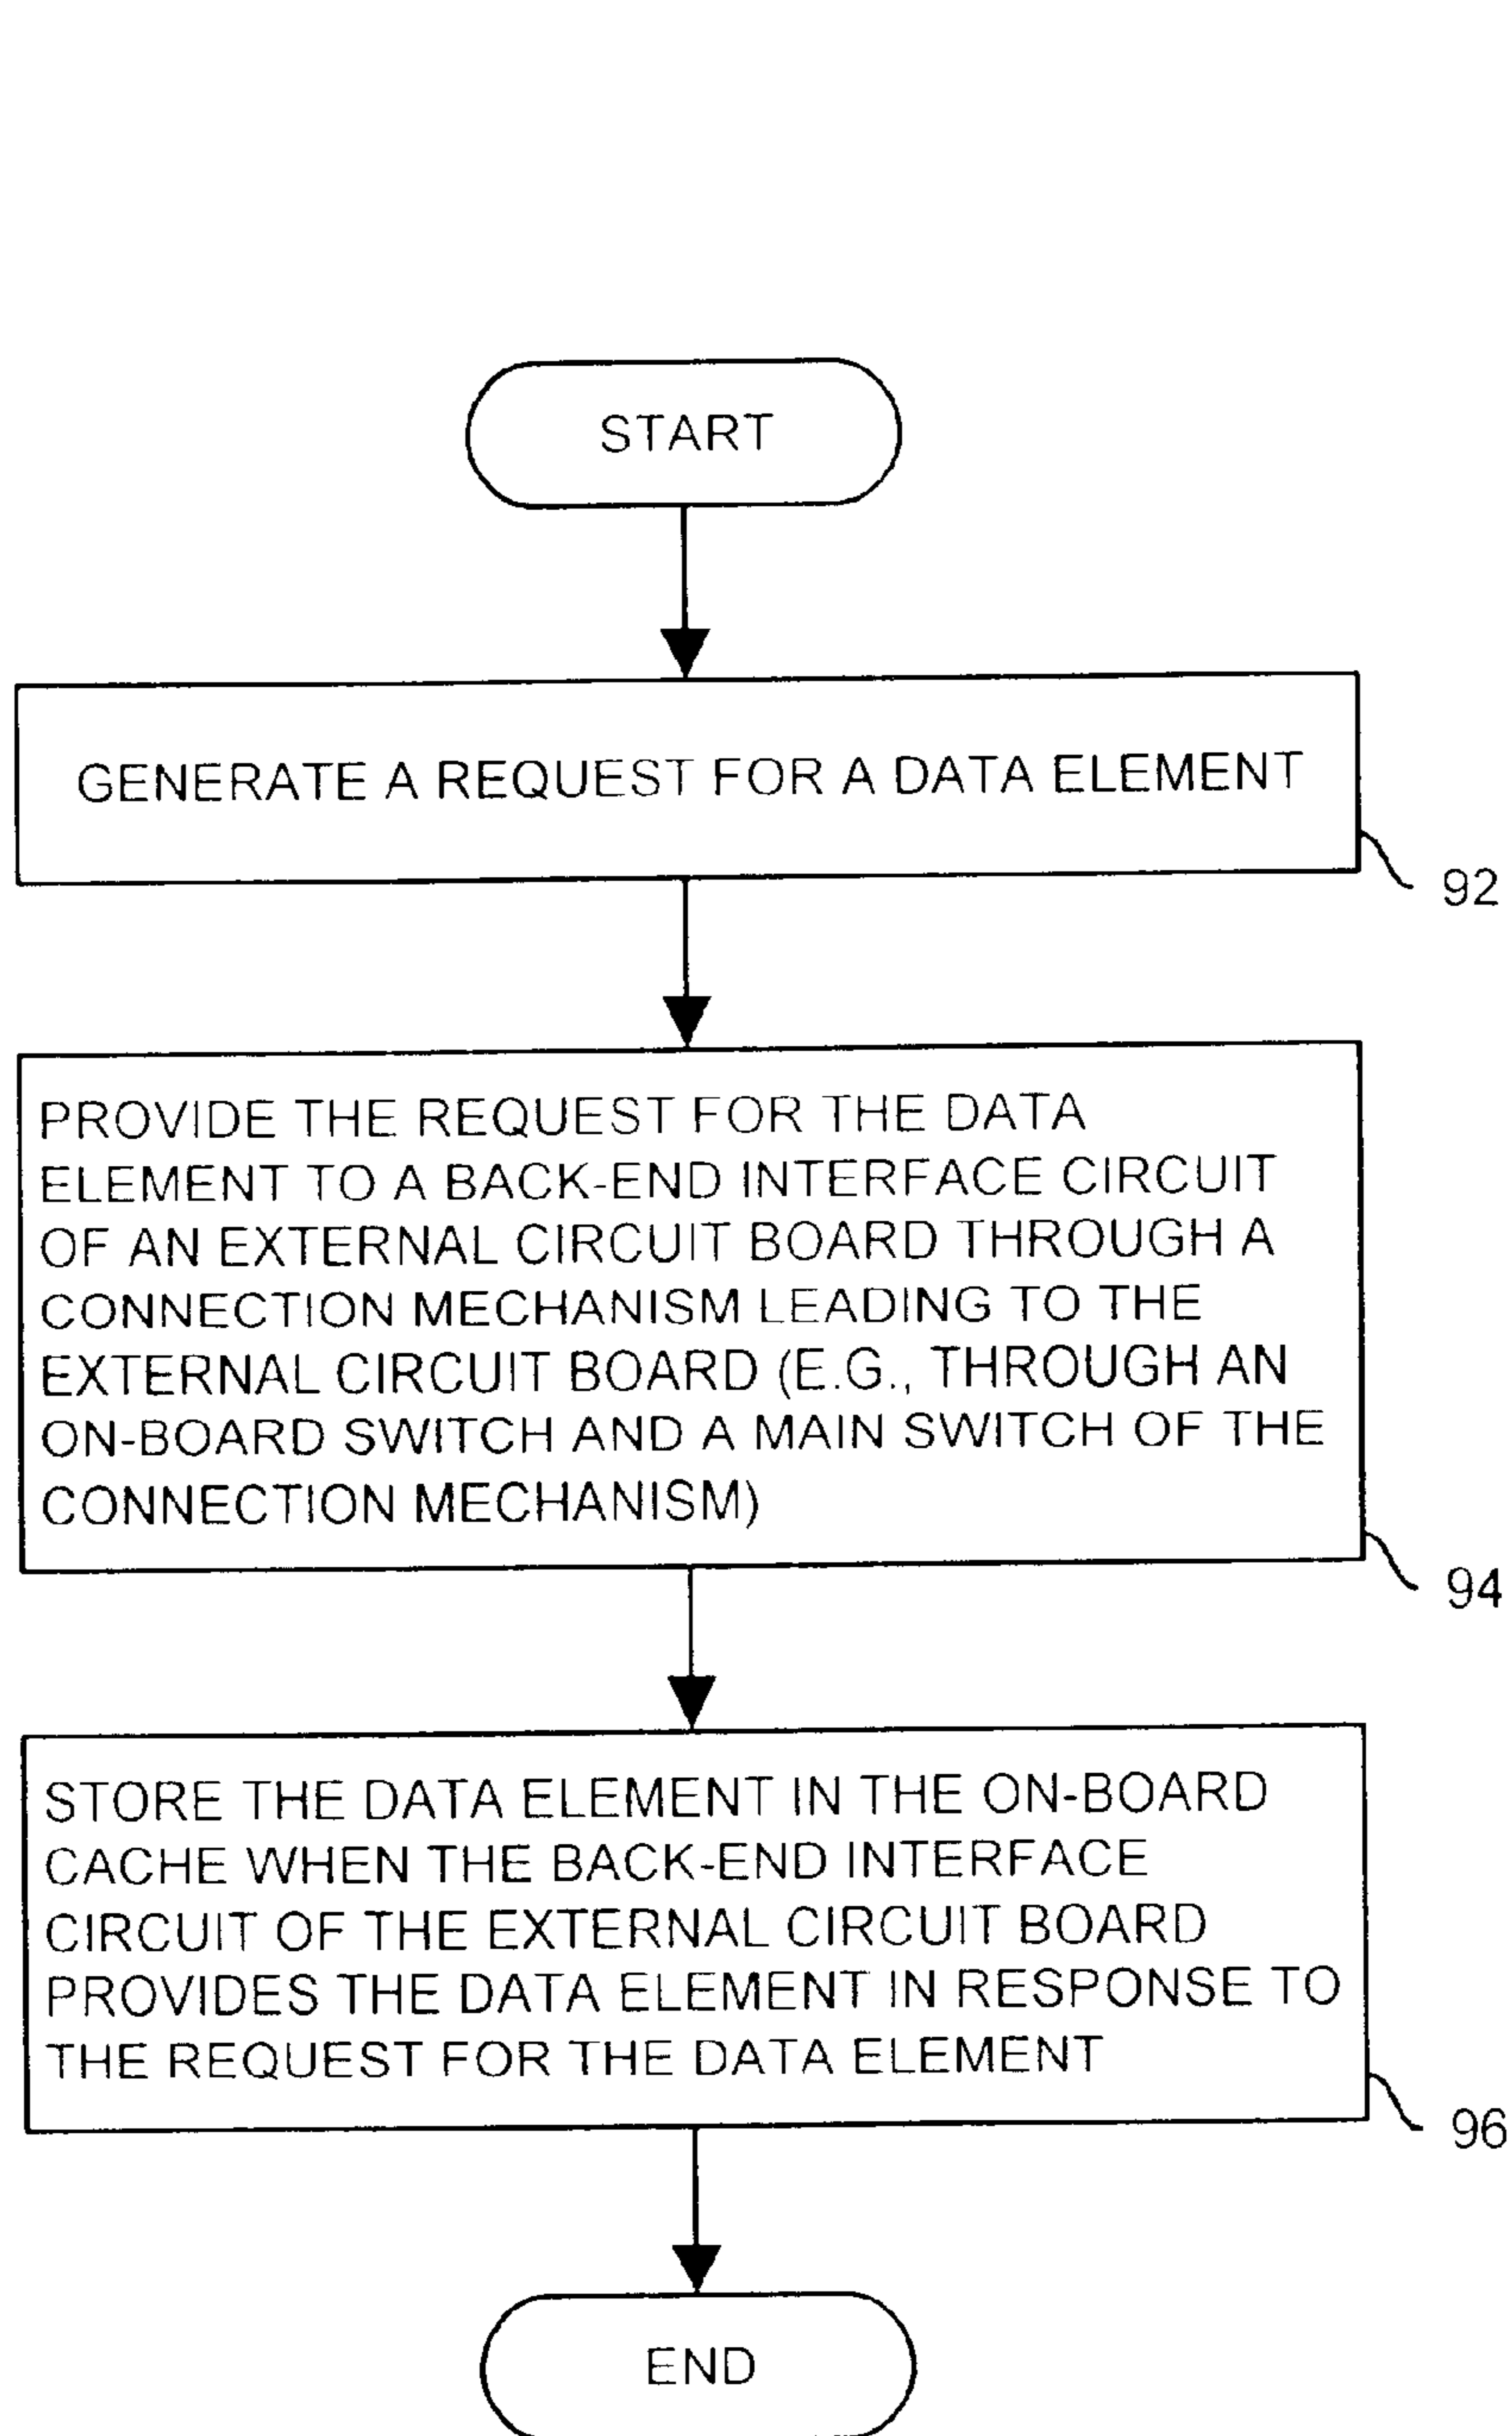 START
GENERATE A REQUEST FOR A DATA ELEMENT
92
PROVIDE THE REQUEST FOR THE DATA
ELEMENT TO A BACK-END INTERFACE CIRCUIT
OF AN EXTERNAL CIRCUIT BOARD THROUGH A
CONNECTION MECHANISM LEADING TO THE
EXTERNAL CIRCUIT BOARD (E.G., THROUGH AN
ON-BOARD SWITCH AND A MAIN SWITCH OF THE
CONNECTION MECHANISM)
94
STORE THE DATA ELEMENT IN THE ON-BOARD
CACHE WHEN THE BACK-END INTERFACE
CIRCUIT OF THE EXTERNAL CIRCUIT BOARD
PROVIDES THE DATA ELEMENT IN RESPONSE TO
THE REQUEST FOR THE DATA ELEMENT
96
END